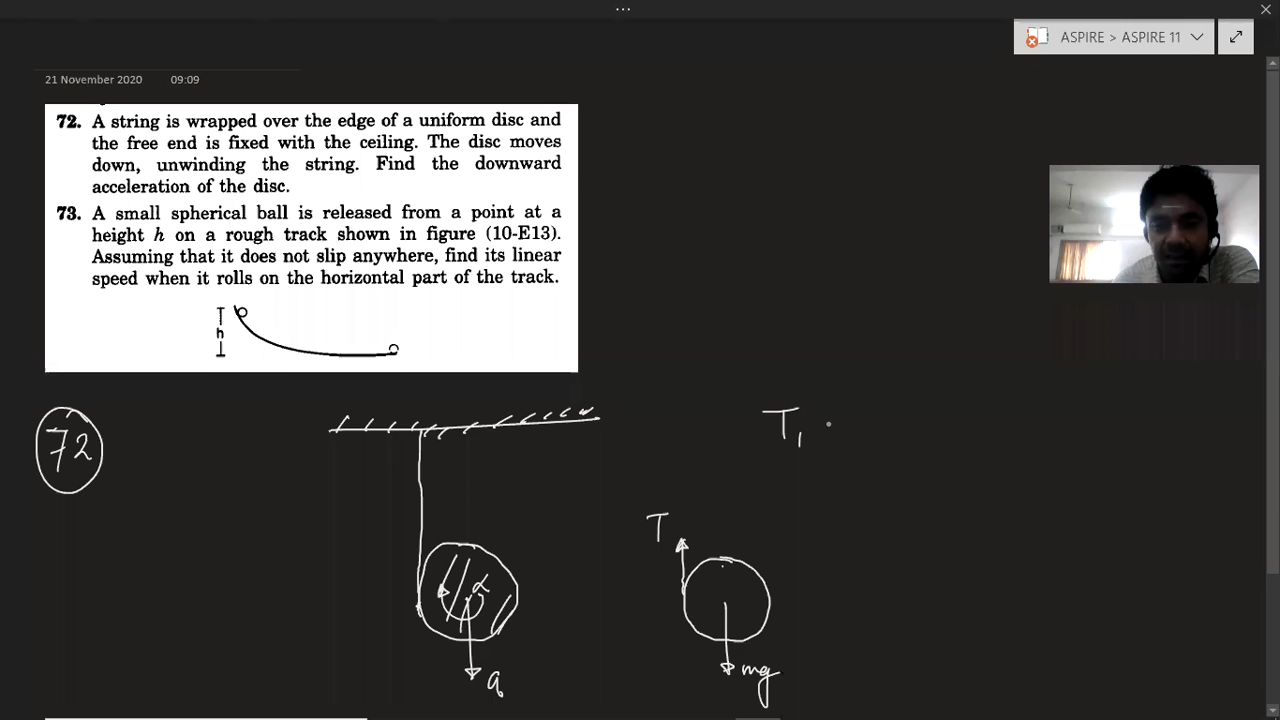 ASPIRE > ASPIRE 11
21 November 2020 09:09
72. A string is wrapped over the edge of a uniform disc and
the free end is fixed with the ceiling. The disc moves
down, unwinding the string. Find the downward
acceleration of the disc.
73. A small spherical ball is released from a point at a
height h on a rough track shown in figure (10-E13).
Assuming that it does not slip anywhere, find its linear
speed when it rolls on the horizontal part of the track.
h
72
T₁
T
α
mg
a